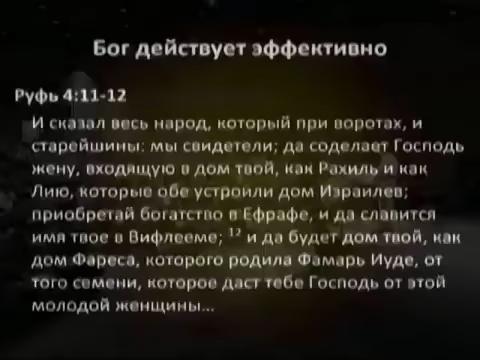 Бог действует эффективно
Руфь 4:11-12
И сказал весь народ, который при воротах, и
старейшины: мы свидетели; да соделает Господь
жену, входящую в дом твой, как Рахиль и как
Лию, которые обе устроили дом Израилев;
приобретай богатство в Ефрафе, и да славится
имя твое в Вифлееме; ¹² и да будет дом твой, как
дом Фареса, которого родила Фамарь Иуде, от
того семени, которое даст тебе Господь от этой
молодой женщины...